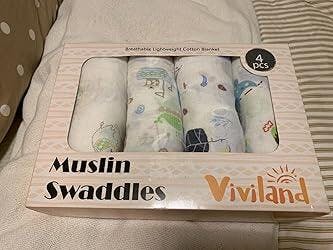 Breathable Lightweight Cotton Blanket
4
pcs
Muslin
Swaddles
Viviland